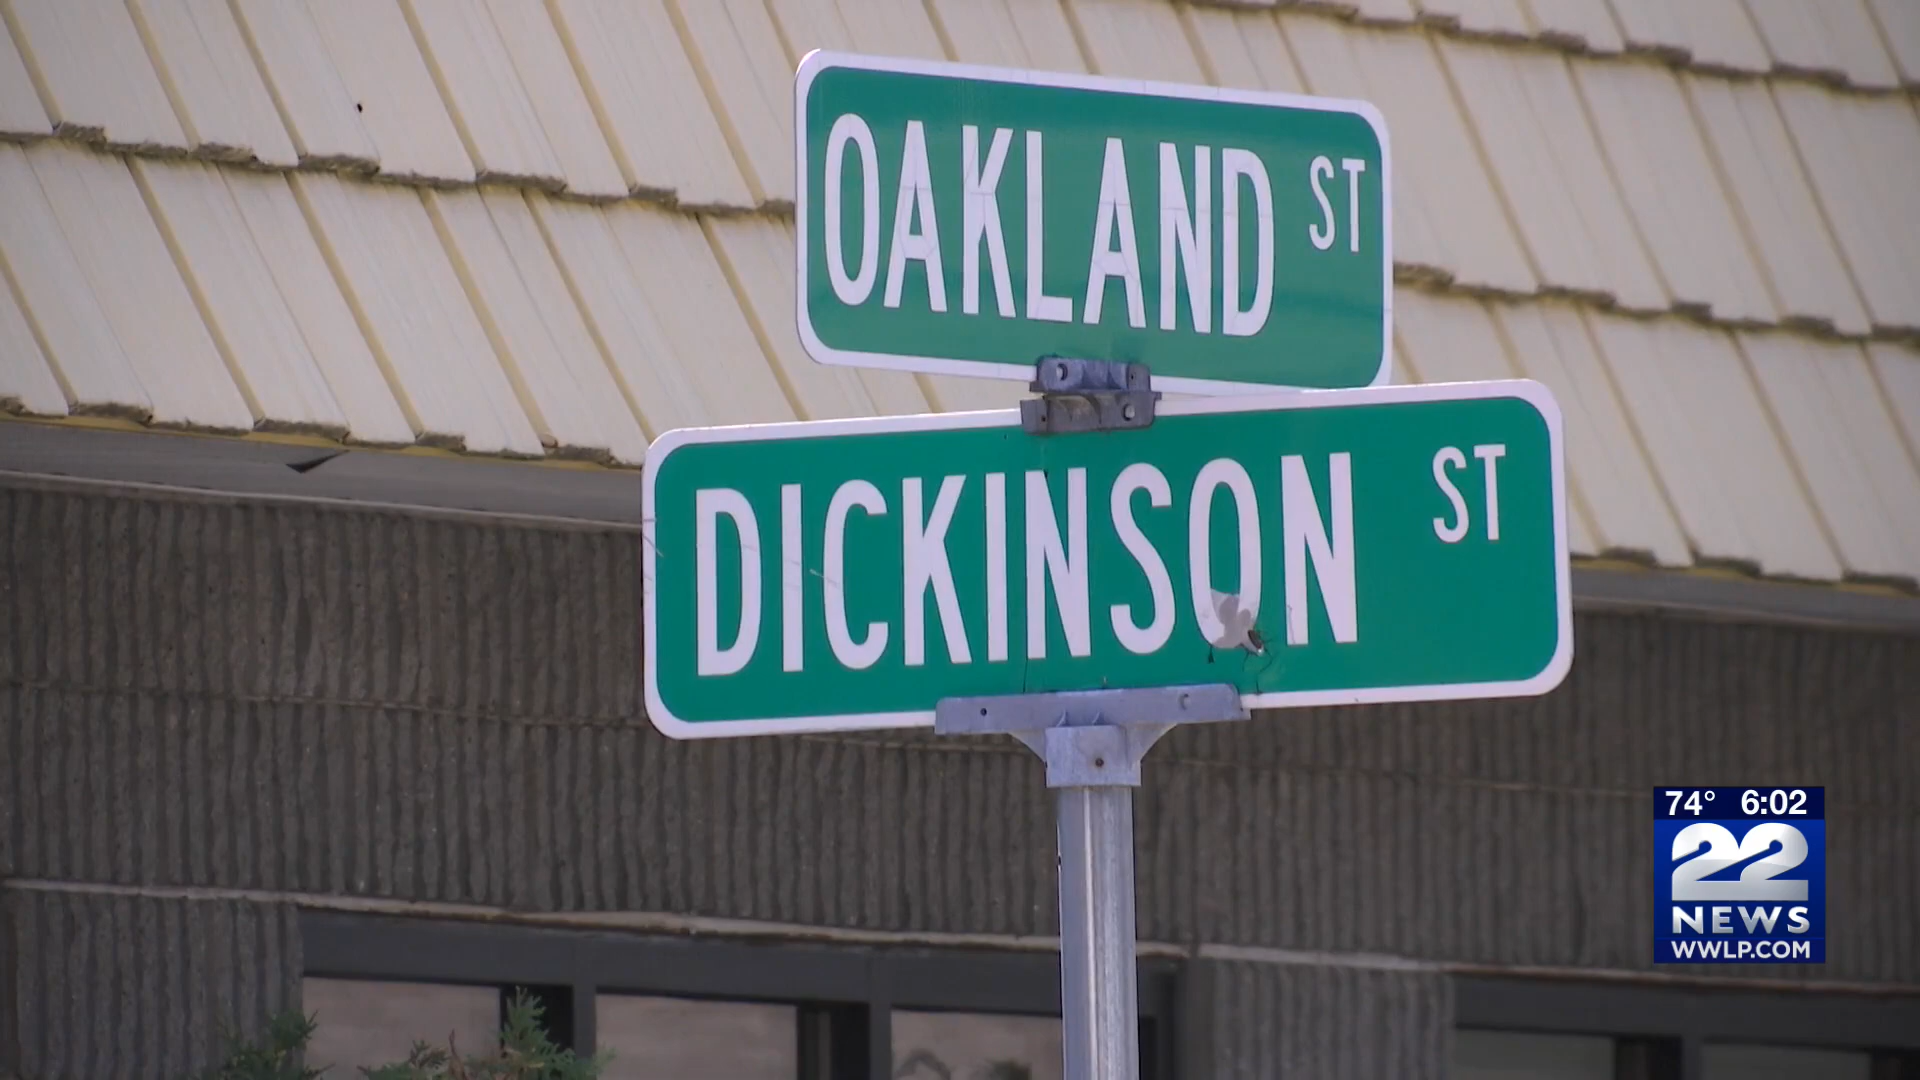 OAKLAND ST
DICKINSON ST
74° 6:02
22
NEWS
WWLP.COM